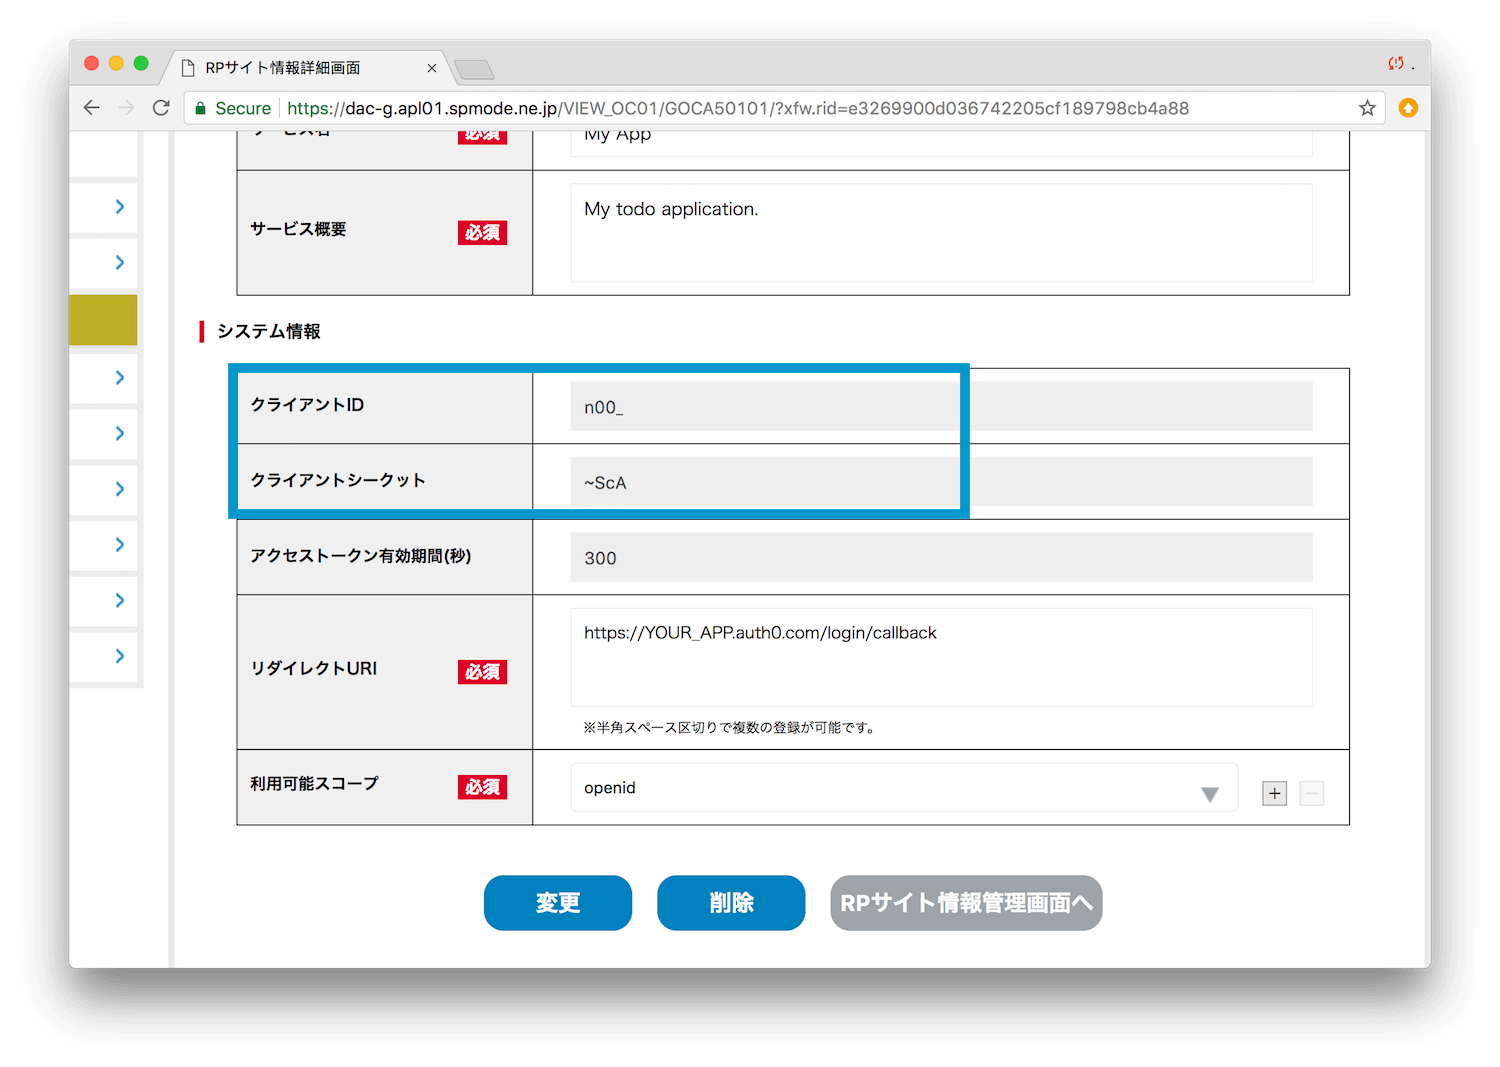 RPサイト情報詳細画面
Secure https://dac-g.apl01.spmode.ne.jp/VIEW_OC01/GOCA50101/?xfw.rid=e3269900d036742205cf189798cb4a88
サービス名 必須 My App
サービス概要 必須 My todo application.
システム情報
クライアントID n00_
クライアントシークット ~ScA
アクセストークン有効期間(秒) 300
リダイレクトURI 必須 https://YOUR_APP.auth0.com/login/callback
※半角スペース区切りで複数の登録が可能です。
利用可能スコープ 必須 openid
変更 削除 RPサイト情報管理画面へ